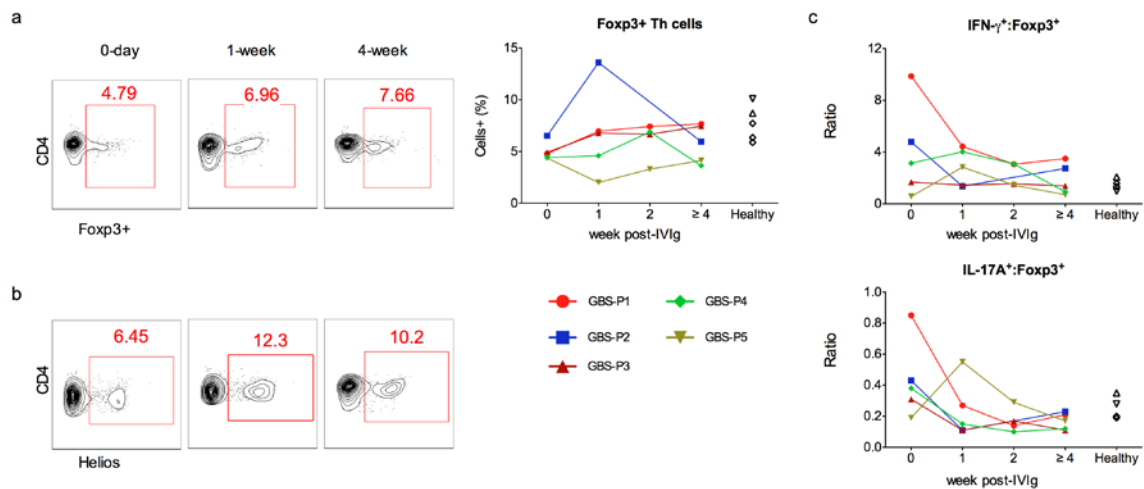 a
0-day
1-week
4-week
4.79
6.96
7.66
CD4
Foxp3+
Foxp3+ Th cells
15
10
5
0
Cells+ (%)
0 1 2 ≥ 4 Healthy
week post-IVIg
b
6.45
12.3
10.2
CD4
Helios
GBS-P1
GBS-P2
GBS-P3
GBS-P4
GBS-P5
c
IFN-γ⁺:Foxp3⁺
12
8
4
0
Ratio
0 1 2 ≥ 4 Healthy
week post-IVIg
IL-17A⁺:Foxp3⁺
1.0
0.8
0.6
0.4
0.2
0.0
Ratio
0 1 2 ≥ 4 Healthy
week post-IVIg